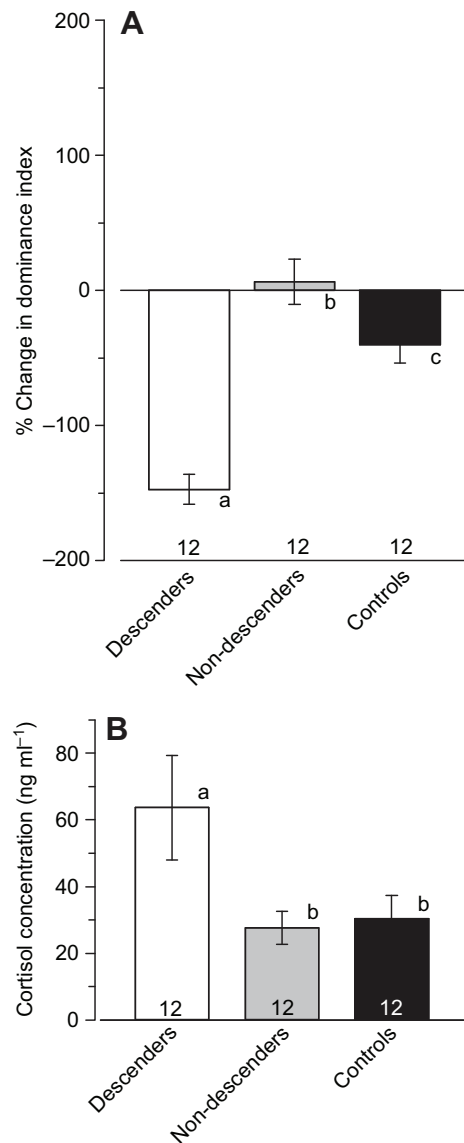 A
% Change in dominance index
200
100
0
–100
–200
a
b
c
12 12 12
Descenders
Non-descenders
Controls
B
Cortisol concentration (ng ml⁻¹)
80
60
40
20
0
a
b
b
12 12 12
Descenders
Non-descenders
Controls